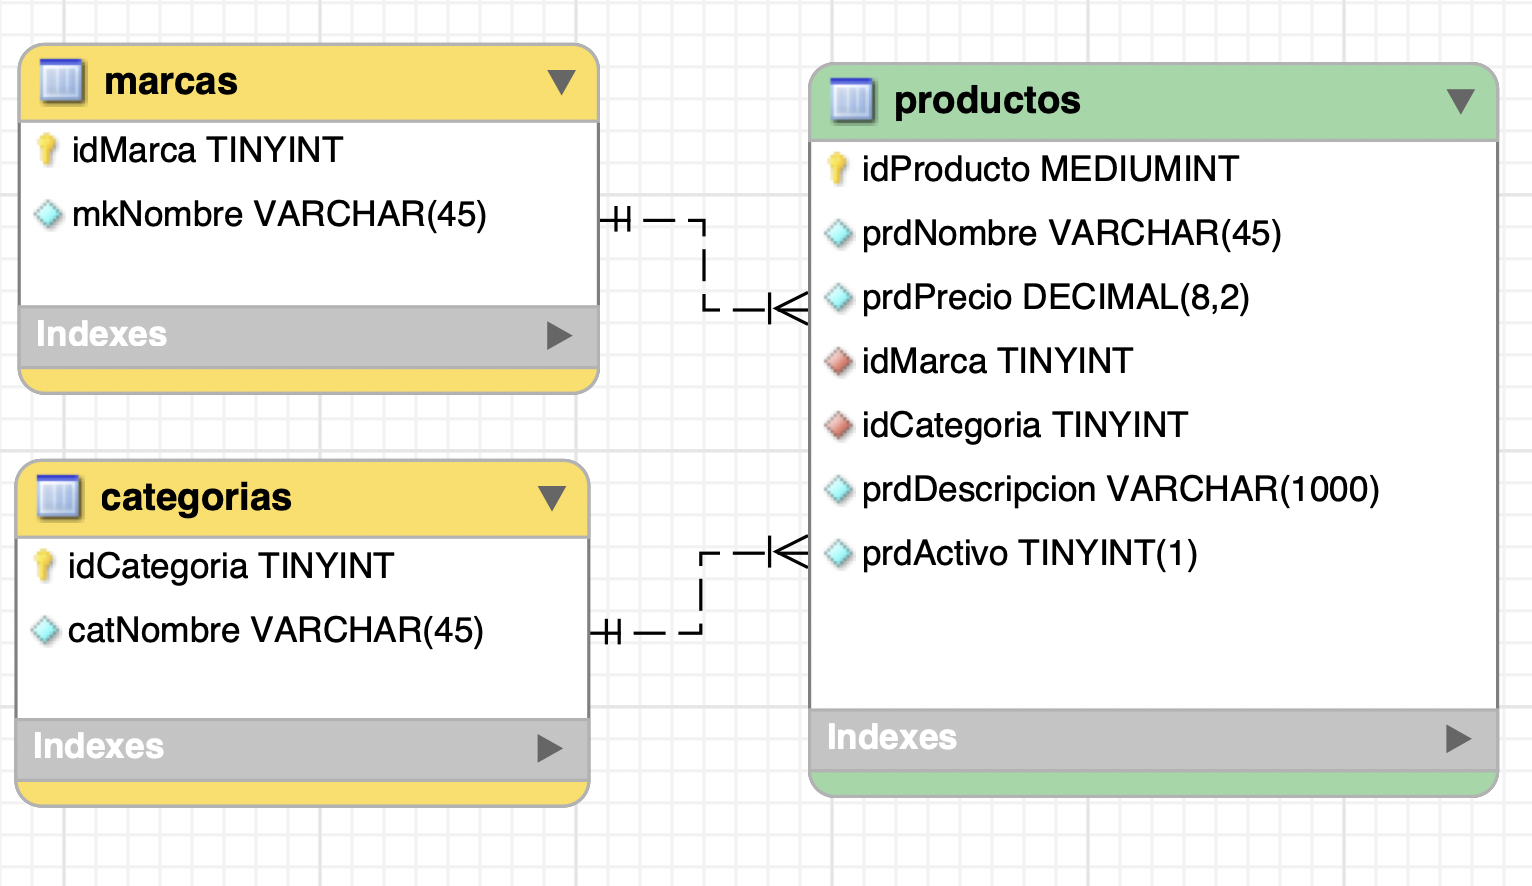 marcas
idMarca TINYINT
mkNombre VARCHAR(45)
Indexes
categorias
idCategoria TINYINT
catNombre VARCHAR(45)
Indexes
productos
idProducto MEDIUMINT
prdNombre VARCHAR(45)
prdPrecio DECIMAL(8,2)
idMarca TINYINT
idCategoria TINYINT
prdDescripcion VARCHAR(1000)
prdActivo TINYINT(1)
Indexes